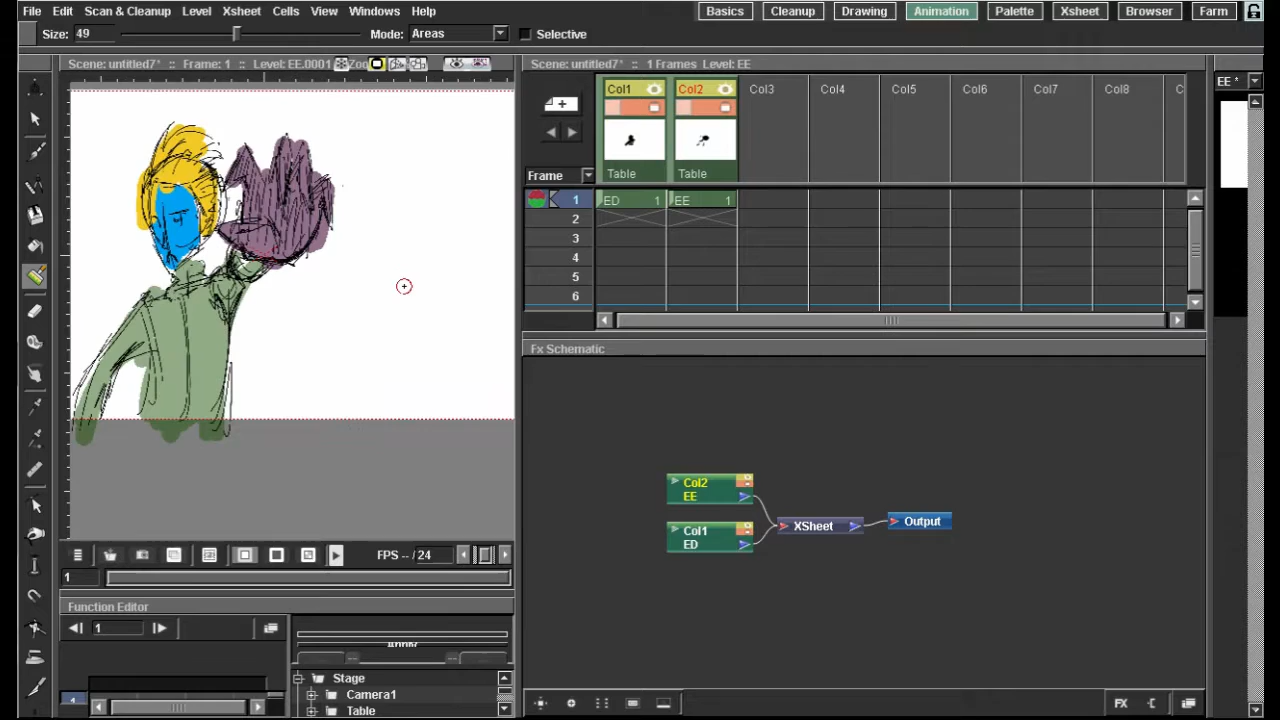 File Edit Scan & Cleanup Level Xsheet Cells View Windows Help
Basics Cleanup Drawing Animation Palette Xsheet Browser Farm
Size: 49 Mode: Areas Selective
Scene: untitled7* :: Frame: 1 :: Level: EE.0001
Scene: untitled7* :: 1 Frames Level: EE
EE *
Col1 Col2 Col3 Col4 Col5 Col6 Col7 Col8 C
Table Table
Frame
1 ED 1 EE 1
2
3
4
5
6
Fx Schematic
Col2
EE
Col1
ED
XSheet
Output
FPS -- / 24
1
Function Editor
1
Stage
Camera1
Table
FX